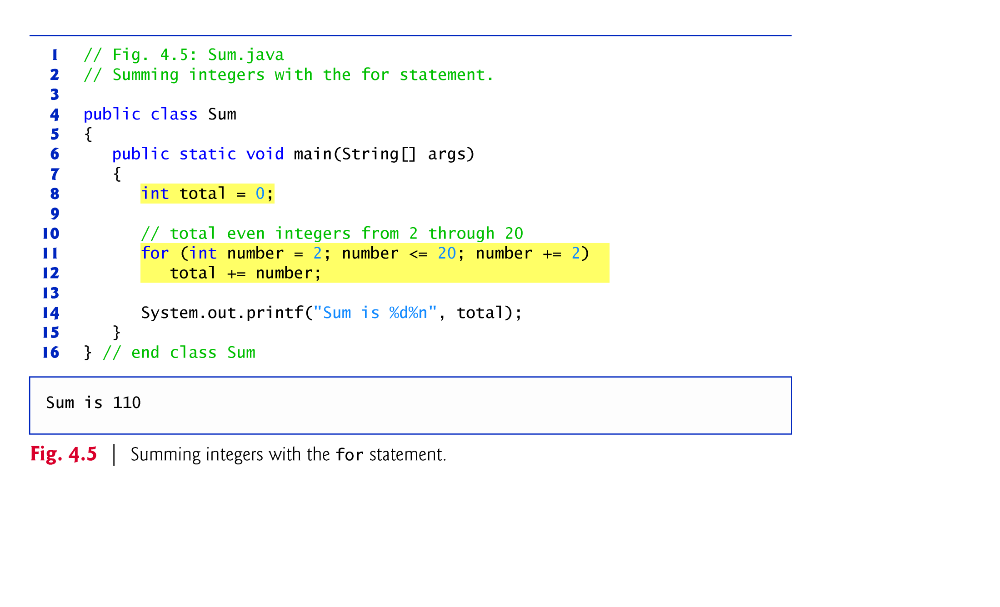 1 // Fig. 4.5: Sum.java
2 // Summing integers with the for statement.
3
4 public class Sum
5 {
6    public static void main(String[] args)
7    {
8       int total = 0;
9
10       // total even integers from 2 through 20
11       for (int number = 2; number <= 20; number += 2)
12          total += number;
13
14       System.out.printf("Sum is %d%n", total);
15    }
16 } // end class Sum
Sum is 110
Fig. 4.5 | Summing integers with the for statement.